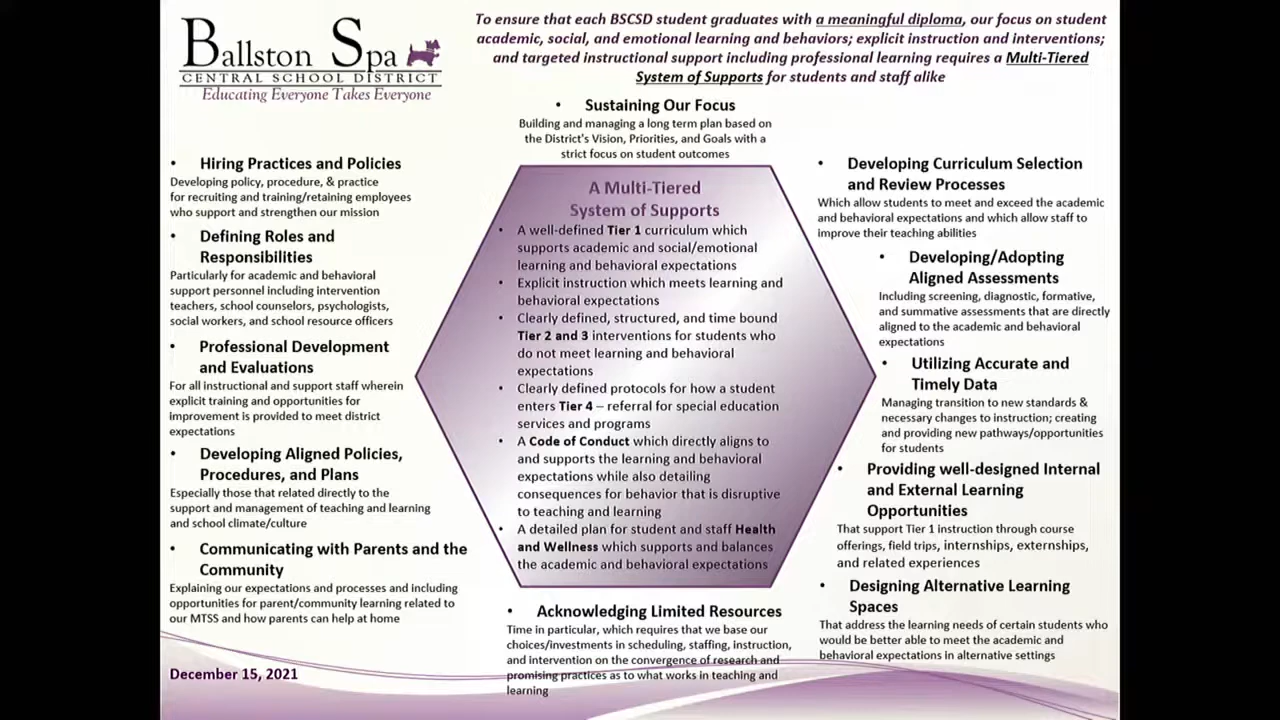 Ballston Spa
CENTRAL SCHOOL DISTRICT
Educating Everyone Takes Everyone
To ensure that each BSCSD student graduates with a meaningful diploma, our focus on student
academic, social, and emotional learning and behaviors; explicit instruction and interventions;
and targeted instructional support including professional learning requires a Multi-Tiered
System of Supports for students and staff alike
• Sustaining Our Focus
Building and managing a long term plan based on
the District's Vision, Priorities, and Goals with a
strict focus on student outcomes
• Hiring Practices and Policies
Developing policy, procedure, & practice
for recruiting and training/retaining employees
who support and strengthen our mission
• Defining Roles and
Responsibilities
Particularly for academic and behavioral
support personnel including intervention
teachers, school counselors, psychologists,
social workers, and school resource officers
• Professional Development
and Evaluations
For all instructional and support staff wherein
explicit training and opportunities for
improvement is provided to meet district
expectations
• Developing Aligned Policies,
Procedures, and Plans
Especially those that related directly to the
support and management of teaching and learning
and school climate/culture
• Communicating with Parents and the
Community
Explaining our expectations and processes and including
opportunities for parent/community learning related to
our MTSS and how parents can help at home
A Multi-Tiered
System of Supports
• A well-defined Tier 1 curriculum which
supports academic and social/emotional
learning and behavioral expectations
• Explicit instruction which meets learning and
behavioral expectations
• Clearly defined, structured, and time bound
Tier 2 and 3 interventions for students who
do not meet learning and behavioral
expectations
• Clearly defined protocols for how a student
enters Tier 4 – referral for special education
services and programs
• A Code of Conduct which directly aligns to
and supports the learning and behavioral
expectations while also detailing
consequences for behavior that is disruptive
to teaching and learning
• A detailed plan for student and staff Health
and Wellness which supports and balances
the academic and behavioral expectations
• Developing Curriculum Selection
and Review Processes
Which allow students to meet and exceed the academic
and behavioral expectations and which allow staff to
improve their teaching abilities
• Developing/Adopting
Aligned Assessments
Including screening, diagnostic, formative,
and summative assessments that are directly
aligned to the academic and behavioral
expectations
• Utilizing Accurate and
Timely Data
Managing transition to new standards &
necessary changes to instruction; creating
and providing new pathways/opportunities
for students
• Providing well-designed Internal
and External Learning
Opportunities
That support Tier 1 instruction through course
offerings, field trips, internships, externships,
and related experiences
• Designing Alternative Learning
Spaces
That address the learning needs of certain students who
would be better able to meet the academic and
behavioral expectations in alternative settings
• Acknowledging Limited Resources
Time in particular, which requires that we base our
choices/investments in scheduling, staffing, instruction,
and intervention on the convergence of research and
promising practices as to what works in teaching and
learning
December 15, 2021